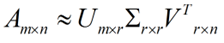 A_{m×n} ≈ U_{m×r} Σ_{r×r} V^T_{r×n}